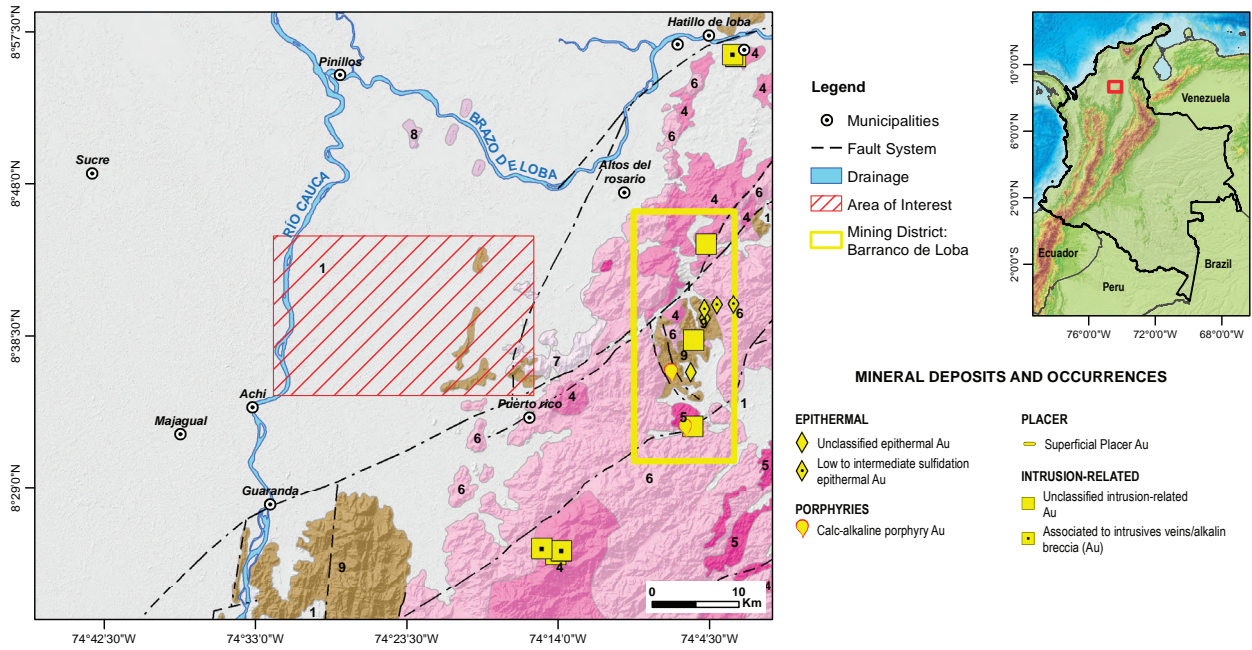 8°57'30"N
8°48'0"N
8°38'30"N
8°29'0"N
74°42'30"W
74°33'0"W
74°23'30"W
74°14'0"W
74°4'30"W
Hatillo de loba
Pinillos
Sucre
BRAZO DE LOBA
Altos del
rosario
RÍO CAUCA
Achi
Majagual
Puerto rico
Guaranda
4
6
4
8
6
4
6
4
1
1
1
4
6
9
6
9
7
4
5
1
6
6
6
5
5
4
4
9
1
0
10
Km
Legend
Municipalities
Fault System
Drainage
Area of Interest
Mining District:
Barranco de Loba
10°0'0"N
6°0'0"N
2°0'0"N
2°0'0"S
76°0'0"W
72°0'0"W
68°0'0"W
Venezuela
Ecuador
Peru
Brazil
MINERAL DEPOSITS AND OCCURRENCES
EPITHERMAL
Unclassified epithermal Au
Low to intermediate sulfidation
epithermal Au
PORPHYRIES
Calc-alkaline porphyry Au
PLACER
Superficial Placer Au
INTRUSION-RELATED
Unclassified intrusion-related
Au
Associated to intrusives veins/alkalin
breccia (Au)